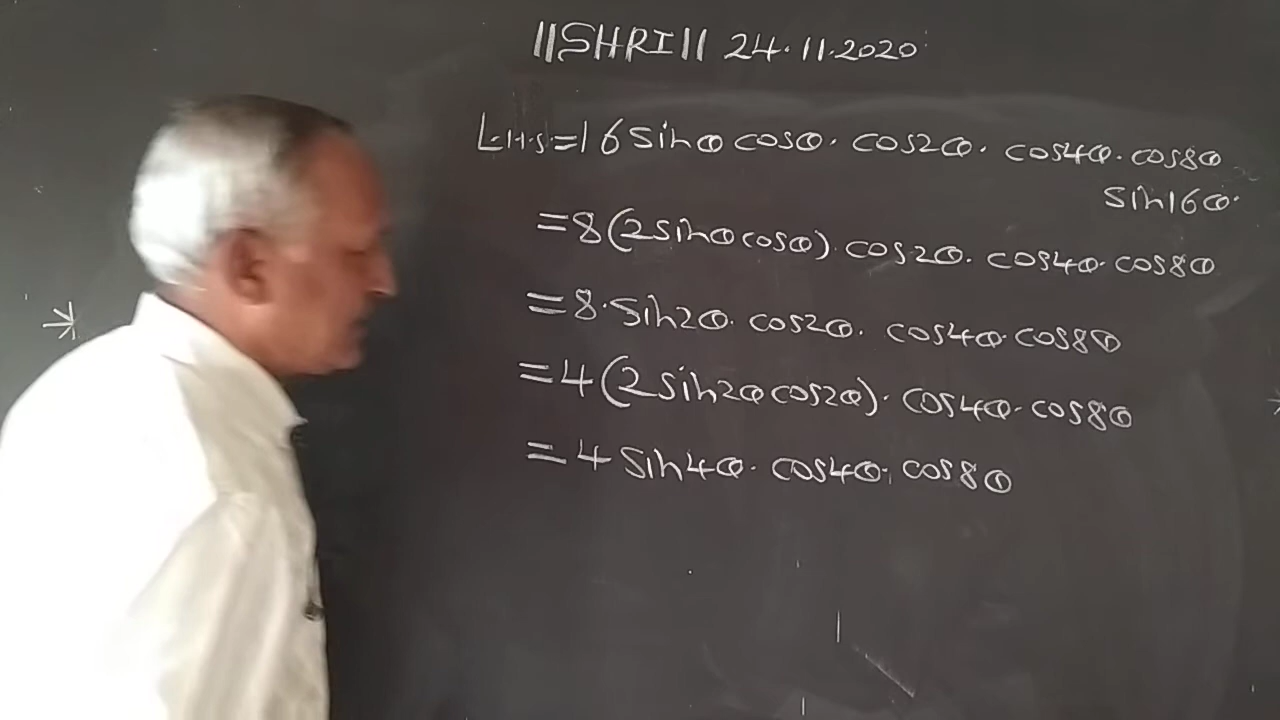 ||SHRI|| 24.11.2020
L.H.S.=16 sinθ cosθ. cos2θ. cos4θ. cos8θ
sin16θ.
=8(2sinθcosθ). cos2θ. cos4θ. cos8θ
=8.sin2θ. cos2θ. cos4θ. cos8θ
=4(2sin2θcos2θ). cos4θ. cos8θ
=4 sin4θ. cos4θ. cos8θ